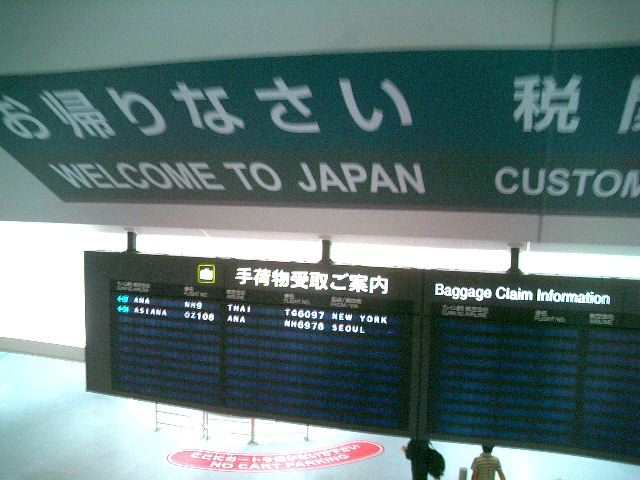 お帰りなさい
WELCOME TO JAPAN
税
CUSTOM
手荷物受取ご案内
Baggage Claim Information
ANA NH9 THAI TG6097 NEW YORK
ASIANA OZ108 ANA NH6978 SEOUL
NO CART PARKING